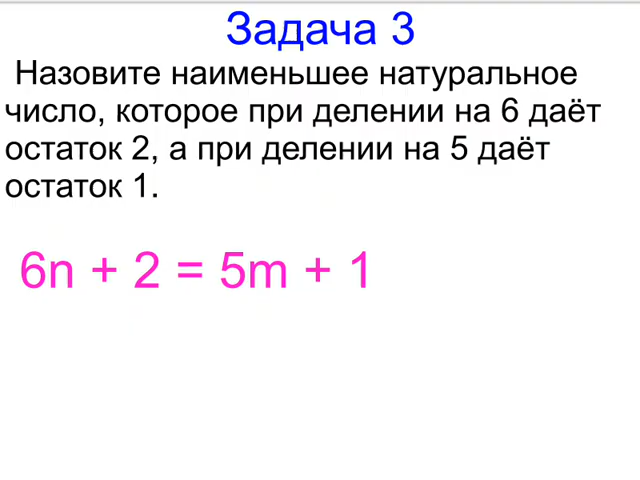 Задача 3
Назовите наименьшее натуральное
число, которое при делении на 6 даёт
остаток 2, а при делении на 5 даёт
остаток 1.
6n + 2 = 5m + 1